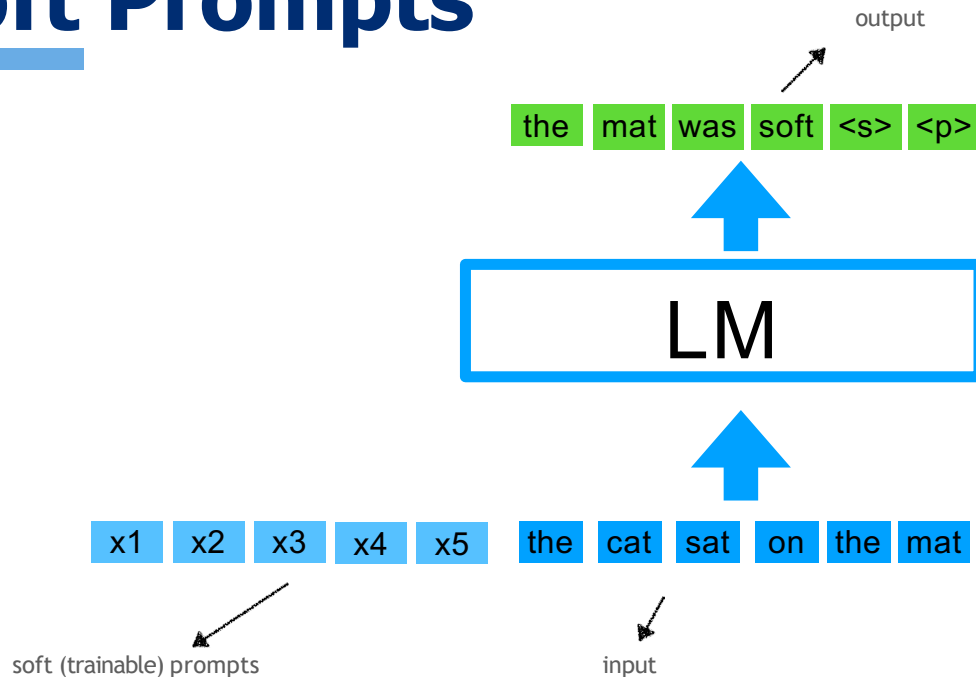 oft Prompts
output
the mat was soft <s> <p>
LM
x1 x2 x3 x4 x5 the cat sat on the mat
soft (trainable) prompts input